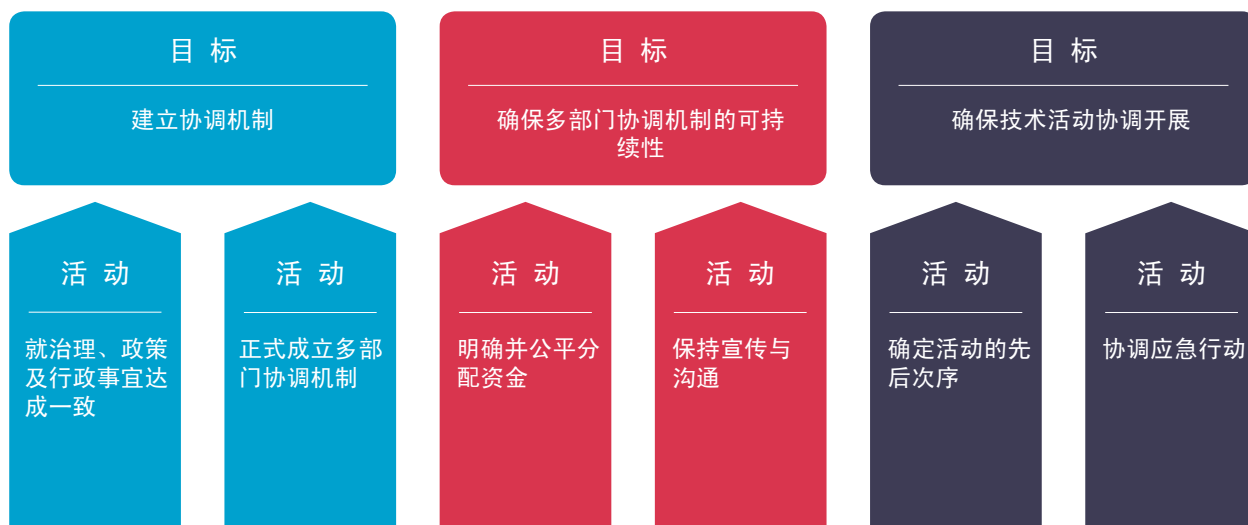 目 标
建立协调机制
目 标
确保多部门协调机制的可持
续性
目 标
确保技术活动协调开展
活 动
就治理、政策
及行政事宜达
成一致
活 动
正式成立多部
门协调机制
活 动
明确并公平分
配资金
活 动
保持宣传与
沟通
活 动
确定活动的先
后次序
活 动
协调应急行动